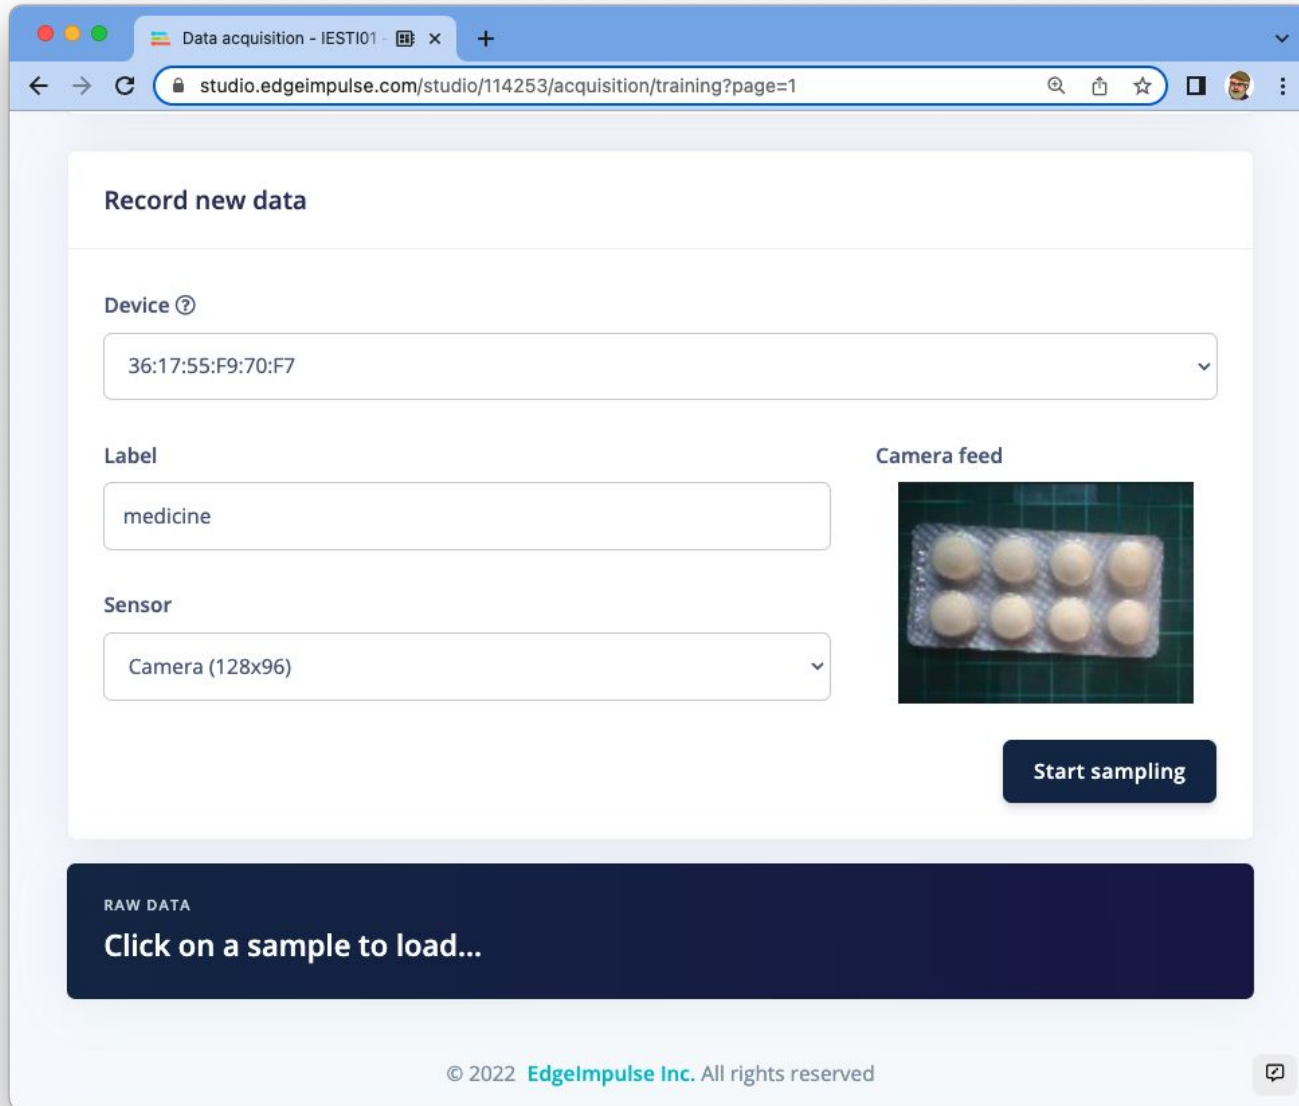 Data acquisition - IESTI01 -
studio.edgeimpulse.com/studio/114253/acquisition/training?page=1
Record new data
Device
36:17:55:F9:70:F7
Label
Camera feed
medicine
Sensor
Camera (128x96)
Start sampling
RAW DATA
Click on a sample to load...
© 2022 EdgeImpulse Inc. All rights reserved